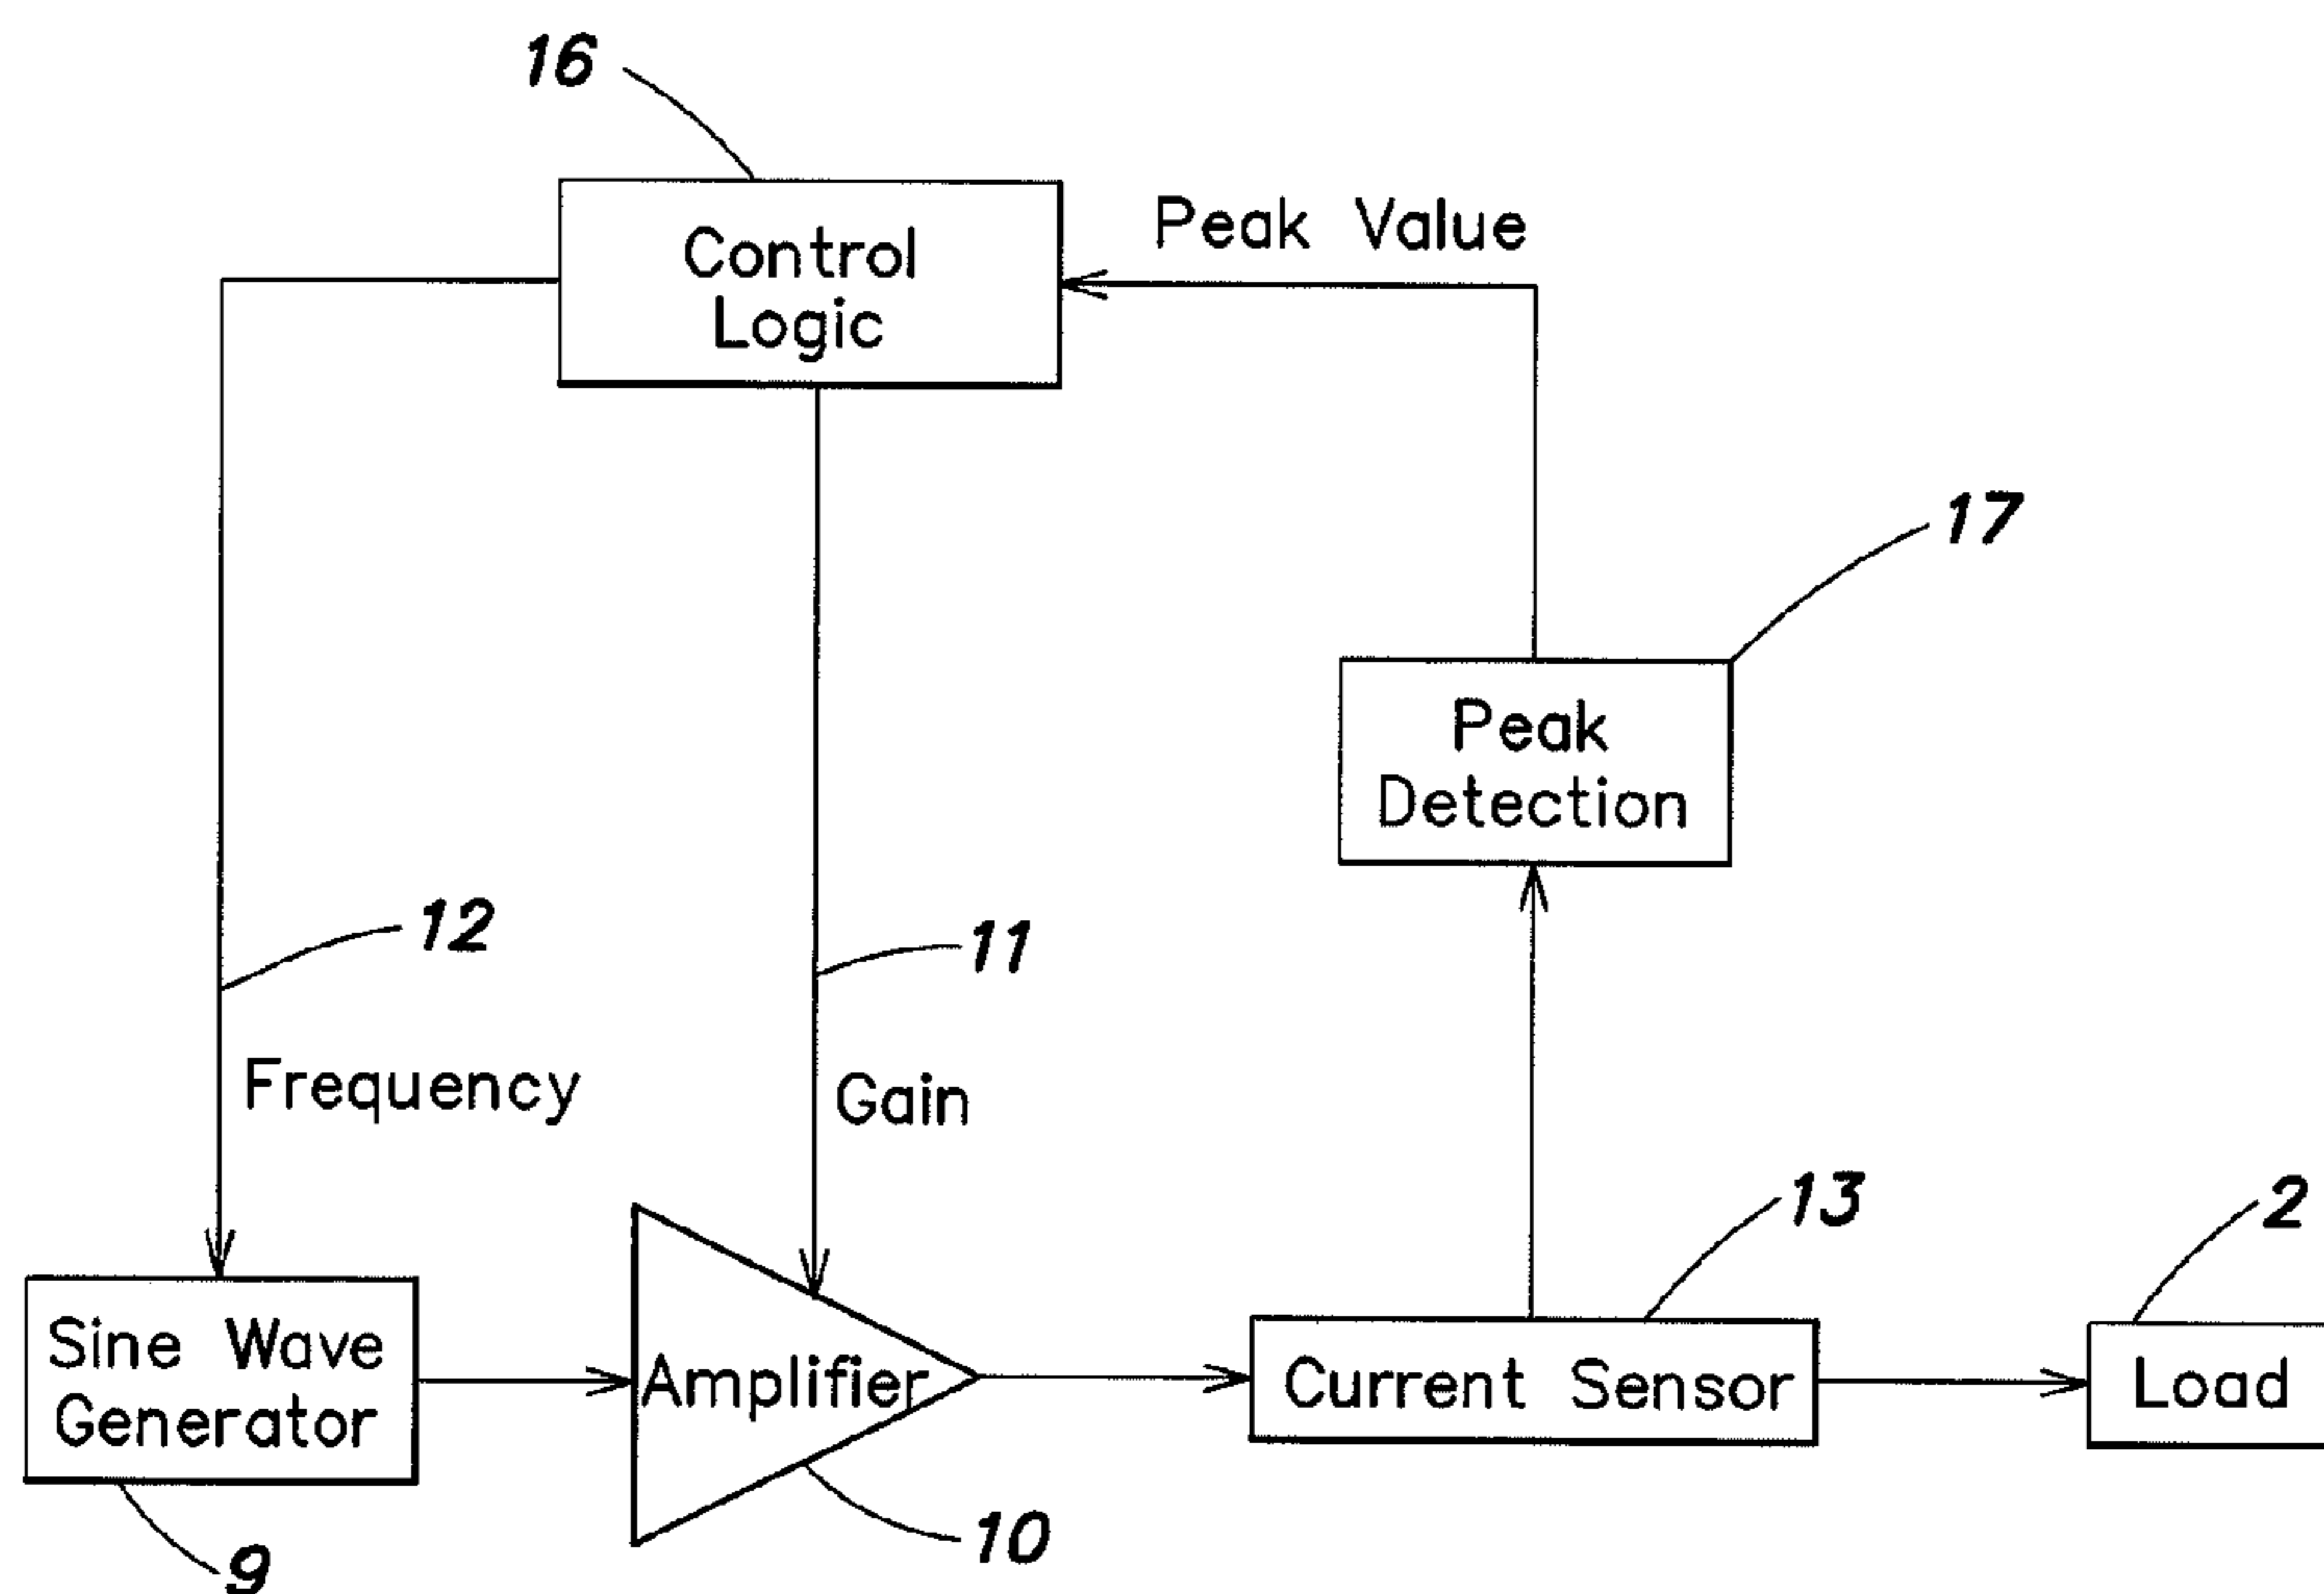 16
Control
Logic
Peak Value
17
Peak
Detection
12
11
Frequency
Gain
13
2
Sine Wave
Generator
Amplifier
Current Sensor
Load
10
9